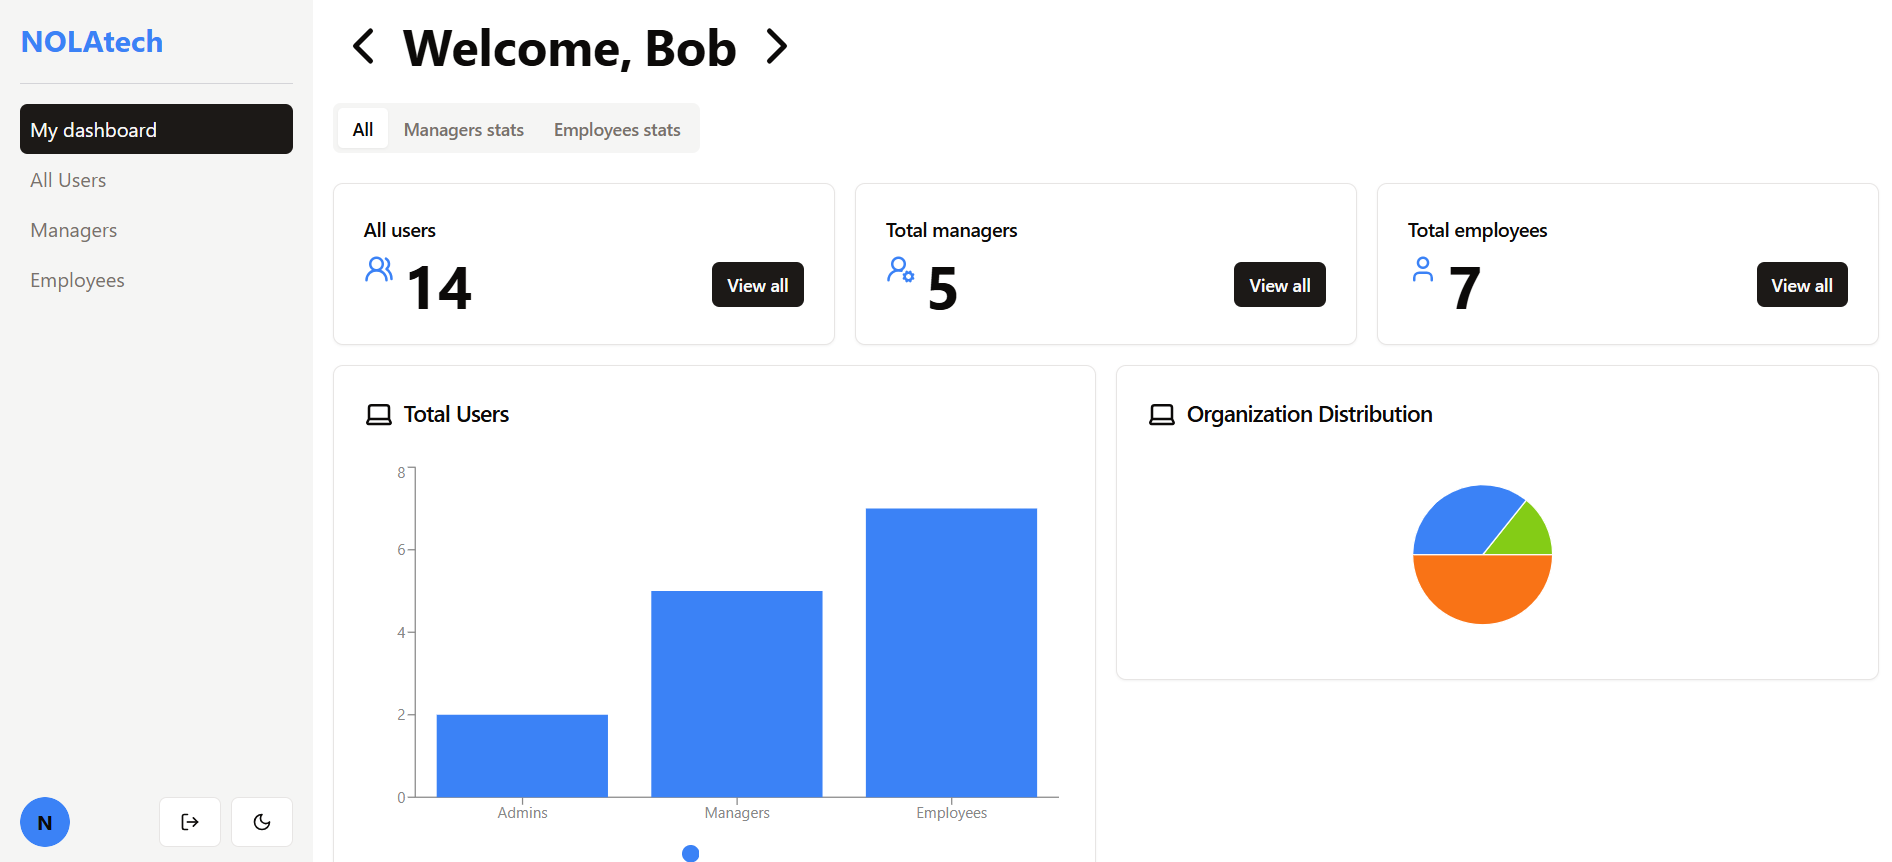 NOLAtech
My dashboard
All Users
Managers
Employees
N
Welcome, Bob
All
Managers stats
Employees stats
All users
14
View all
Total managers
5
View all
Total employees
7
View all
Total Users
8
6
4
2
0
Admins
Managers
Employees
Organization Distribution